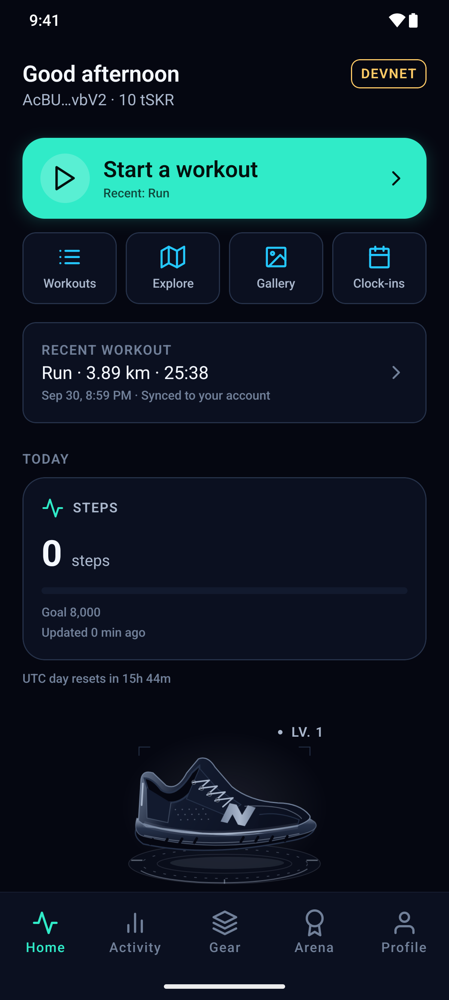 9:41
Good afternoon
DEVNET
AcBU...vbV2 · 10 tSKR
Start a workout
Recent: Run
Workouts
Explore
Gallery
Clock-ins
RECENT WORKOUT
Run · 3.89 km · 25:38
Sep 30, 8:59 PM · Synced to your account
TODAY
STEPS
0 steps
Goal 8,000
Updated 0 min ago
UTC day resets in 15h 44m
• LV. 1
N
Home
Activity
Gear
Arena
Profile